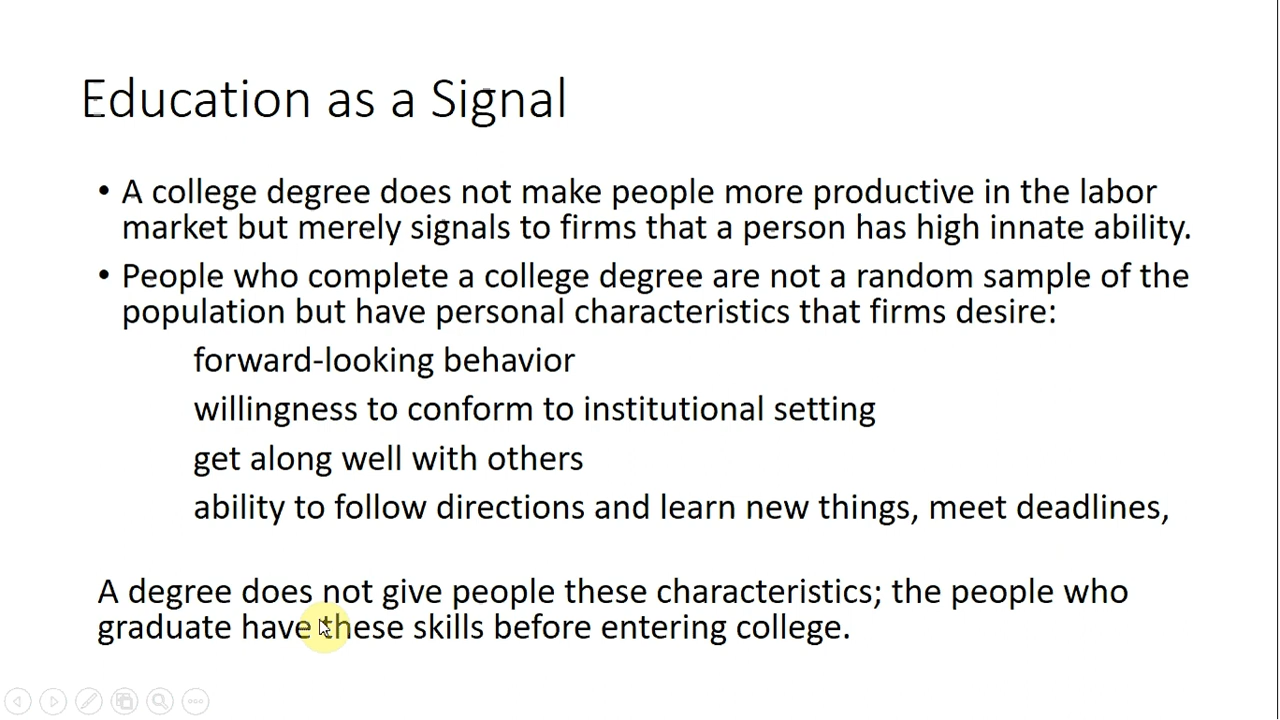 Education as a Signal
• A college degree does not make people more productive in the labor
market but merely signals to firms that a person has high innate ability.
• People who complete a college degree are not a random sample of the
population but have personal characteristics that firms desire:
forward-looking behavior
willingness to conform to institutional setting
get along well with others
ability to follow directions and learn new things, meet deadlines,
A degree does not give people these characteristics; the people who
graduate have these skills before entering college.